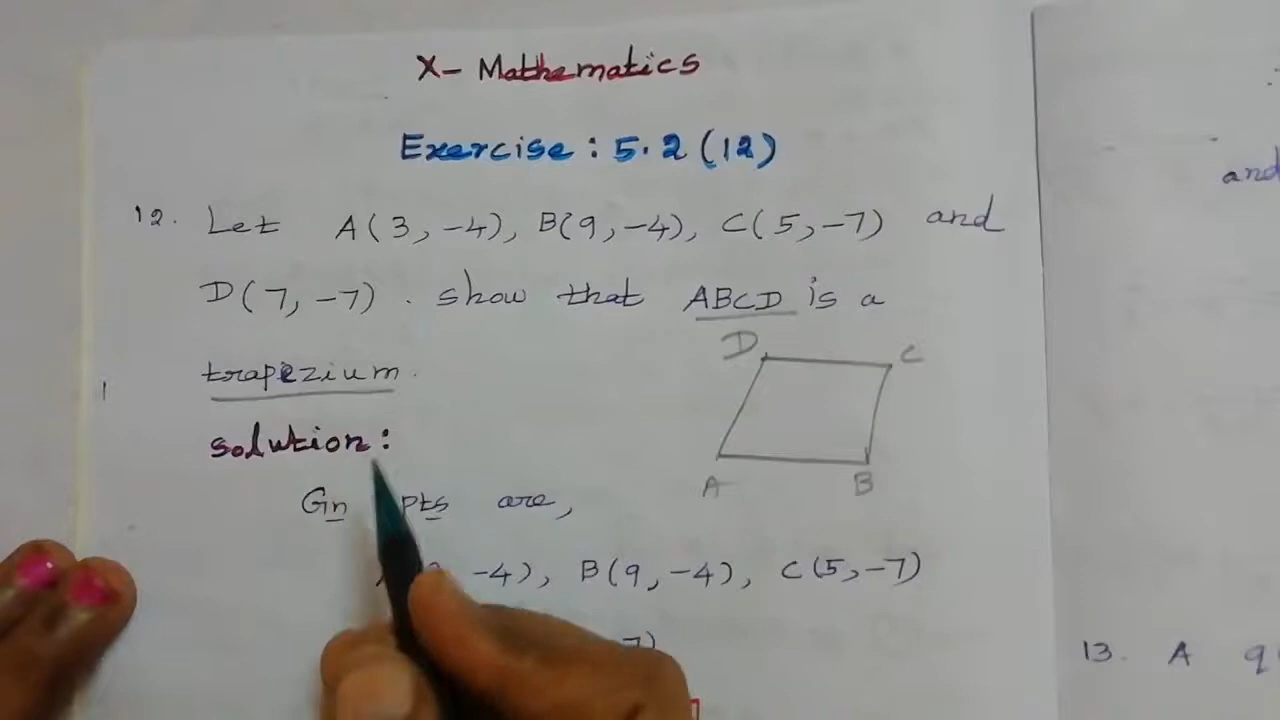 X- Mathematics
Exercise: 5.2 (12)
12. Let A(3, -4), B(9, -4), C(5, -7) and
D(7, -7). show that ABCD is a
trapezium.
D C
solution:
A B
Gn pts are,
-4), B(9, -4), C(5, -7)
7)
and
13. A